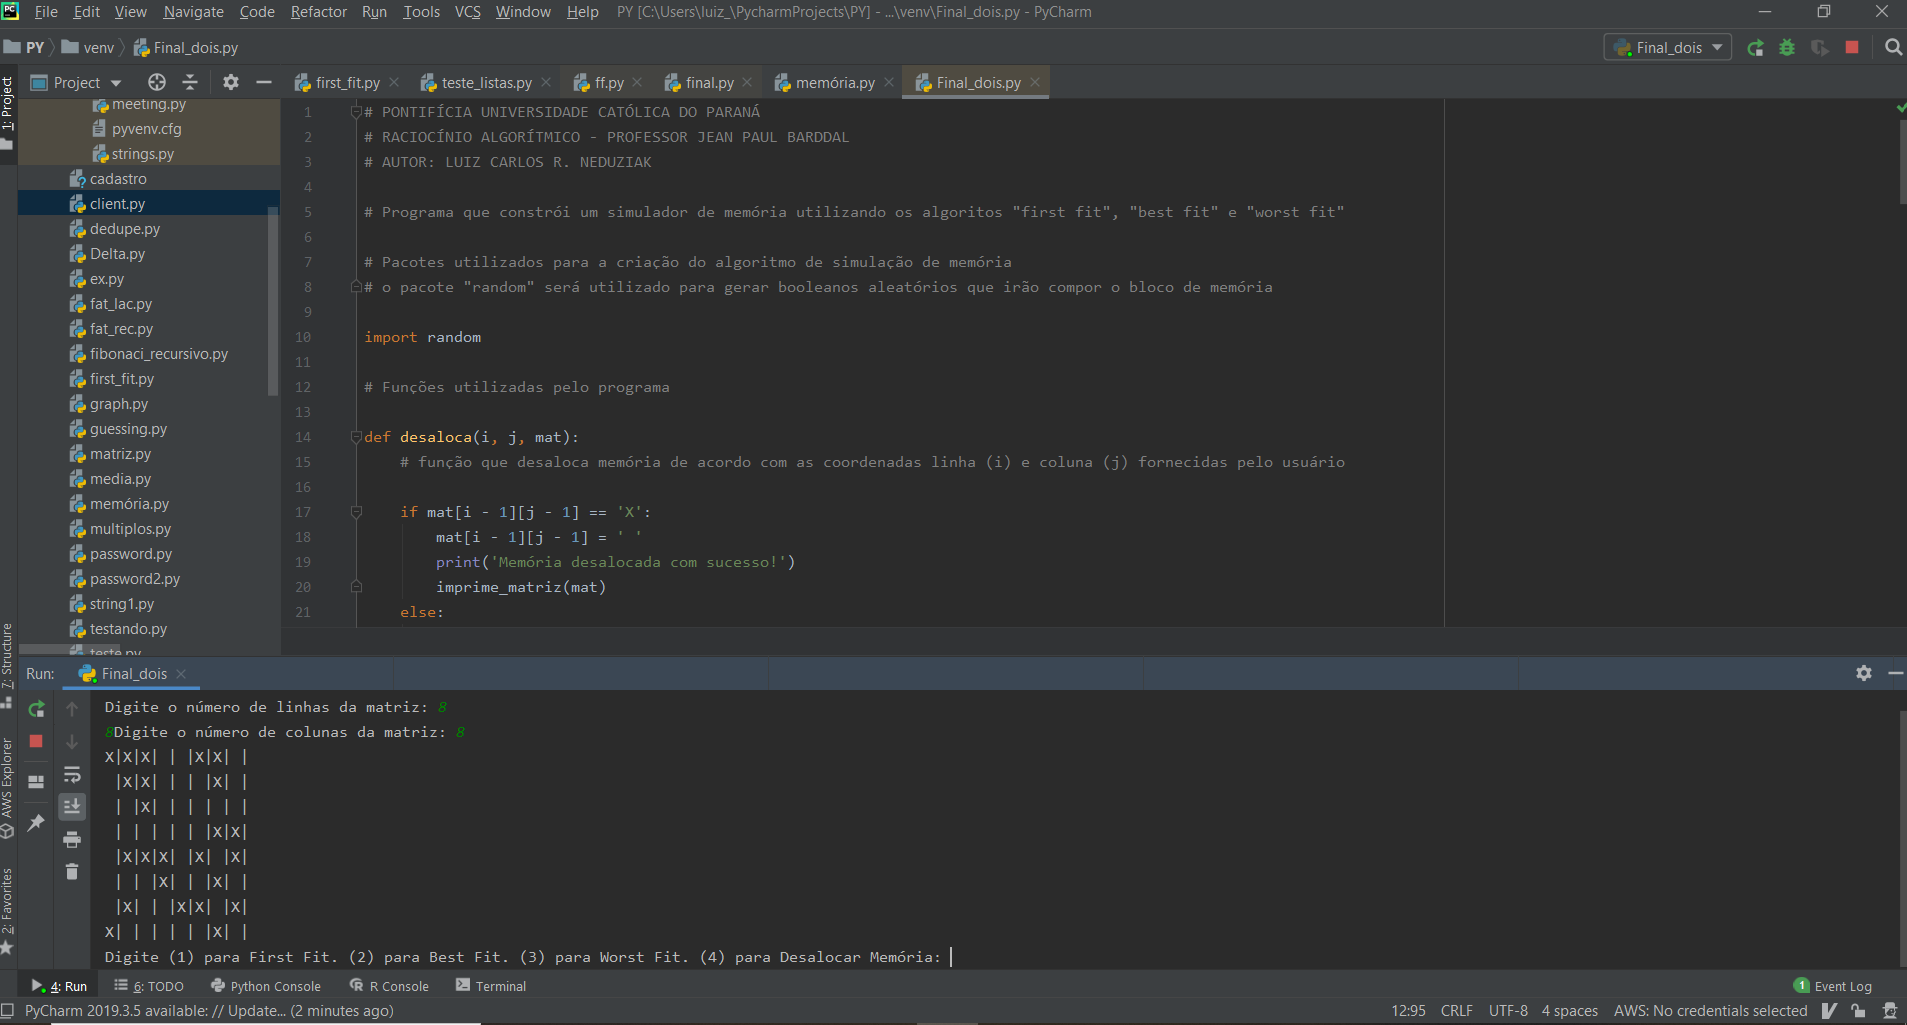 PC File Edit View Navigate Code Refactor Run Tools VCS Window Help PY [C:\Users\luiz_\PycharmProjects\PY] - ...\venv\Final_dois.py - PyCharm
PY venv Final_dois.py Final_dois
Project first_fit.py teste_listas.py ff.py final.py memória.py Final_dois.py
1: Project
meeting.py
pyvenv.cfg
strings.py
cadastro
client.py
dedupe.py
Delta.py
ex.py
fat_lac.py
fat_rec.py
fibonaci_recursivo.py
first_fit.py
graph.py
guessing.py
matriz.py
media.py
memória.py
multiplos.py
password.py
password2.py
string1.py
testando.py
teste.py
1 # PONTIFÍCIA UNIVERSIDADE CATÓLICA DO PARANÁ
2 # RACIOCÍNIO ALGORÍTMICO - PROFESSOR JEAN PAUL BARDDAL
3 # AUTOR: LUIZ CARLOS R. NEDUZIAK
4
5 # Programa que constrói um simulador de memória utilizando os algoritos "first fit", "best fit" e "worst fit"
6
7 # Pacotes utilizados para a criação do algoritmo de simulação de memória
8 # o pacote "random" será utilizado para gerar booleanos aleatórios que irão compor o bloco de memória
9
10 import random
11
12 # Funções utilizadas pelo programa
13
14 def desaloca(i, j, mat):
15 # função que desaloca memória de acordo com as coordenadas linha (i) e coluna (j) fornecidas pelo usuário
16
17 if mat[i - 1][j - 1] == 'X':
18 mat[i - 1][j - 1] = ' '
19 print('Memória desalocada com sucesso!')
20 imprime_matriz(mat)
21 else:
Z: Structure
AWS Explorer
2: Favorites
Run: Final_dois
Digite o número de linhas da matriz: 8
8Digite o número de colunas da matriz: 8
x|x|x| | |x|x| |
 |x|x| | | |x| |
 | |x| | | | | |
 | | | | | |x|x|
 |x|x|x| |x| |x|
 | | |x| | |x| |
 |x| | |x|x| |x|
x| | | | | |x| |
Digite (1) para First Fit. (2) para Best Fit. (3) para Worst Fit. (4) para Desalocar Memória:
4: Run 6: TODO Python Console R Console Terminal 1 Event Log
PyCharm 2019.3.5 available: // Update... (2 minutes ago) 12:95 CRLF UTF-8 4 spaces AWS: No credentials selected